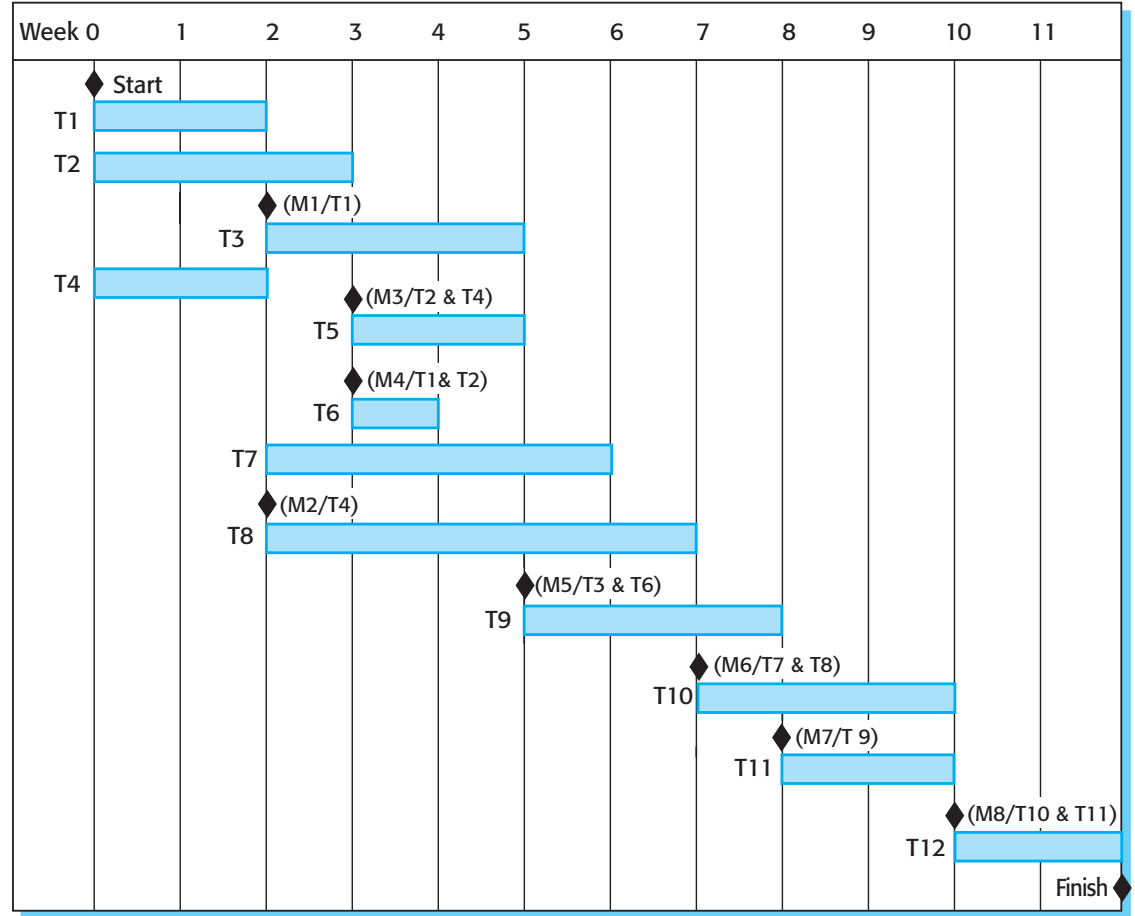 Week 0 1 2 3 4 5 6 7 8 9 10 11
Start
T1
T2
(M1/T1)
T3
T4
(M3/T2 & T4)
T5
(M4/T1& T2)
T6
T7
(M2/T4)
T8
(M5/T3 & T6)
T9
(M6/T7 & T8)
T10
(M7/T 9)
T11
(M8/T10 & T11)
T12
Finish